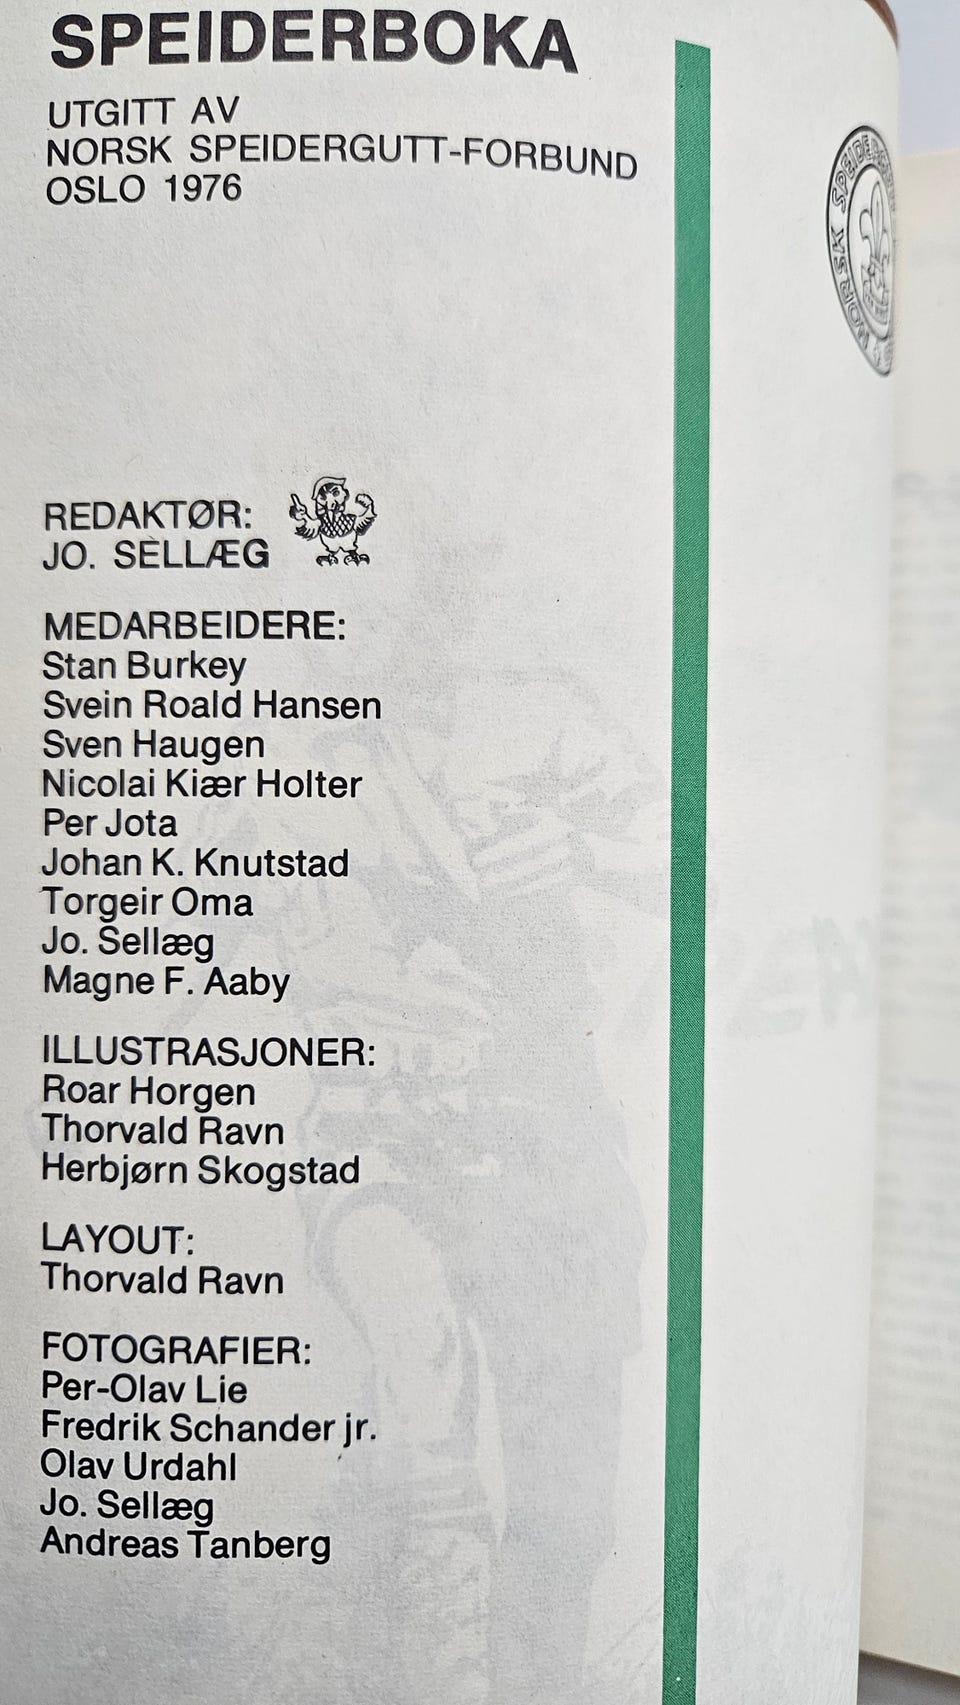 SPEIDERBOKA
UTGITT AV
NORSK SPEIDERGUTT-FORBUND
OSLO 1976
NORSK SPEIDER
REDAKTØR:
JO. SELLÆG
MEDARBEIDERE:
Stan Burkey
Svein Roald Hansen
Sven Haugen
Nicolai Kiær Holter
Per Jota
Johan K. Knutstad
Torgeir Oma
Jo. Sellæg
Magne F. Aaby
ILLUSTRASJONER:
Roar Horgen
Thorvald Ravn
Herbjørn Skogstad
LAYOUT:
Thorvald Ravn
FOTOGRAFIER:
Per-Olav Lie
Fredrik Schander jr.
Olav Urdahl
Jo. Sellæg
Andreas Tanberg